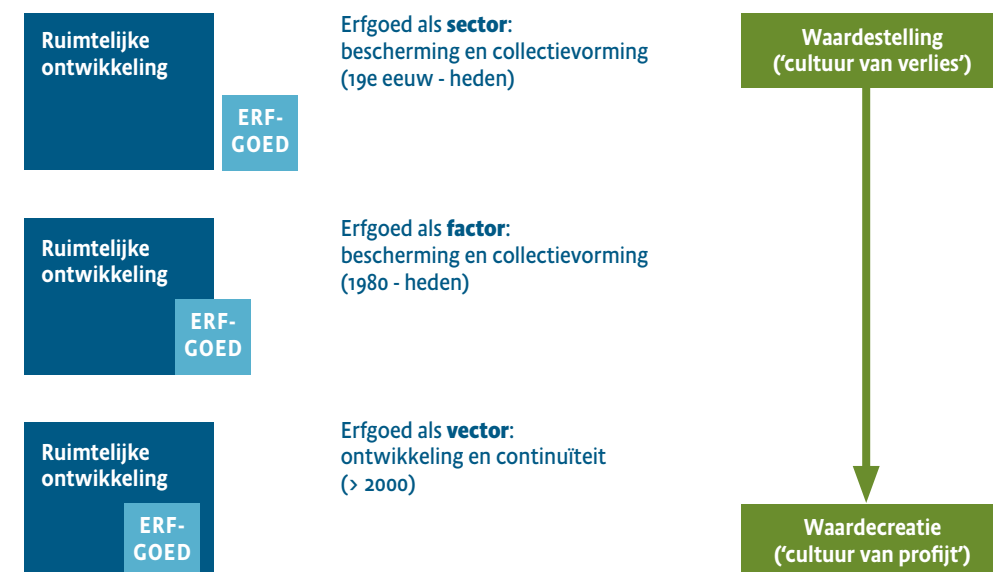 Ruimtelijke
ontwikkeling
ERF-
GOED
Erfgoed als sector:
bescherming en collectievorming
(19e eeuw - heden)
Waardestelling
(‘cultuur van verlies’)
Ruimtelijke
ontwikkeling
ERF-
GOED
Erfgoed als factor:
bescherming en collectievorming
(1980 - heden)
Ruimtelijke
ontwikkeling
ERF-
GOED
Erfgoed als vector:
ontwikkeling en continuïteit
(> 2000)
Waardecreatie
(‘cultuur van profijt’)